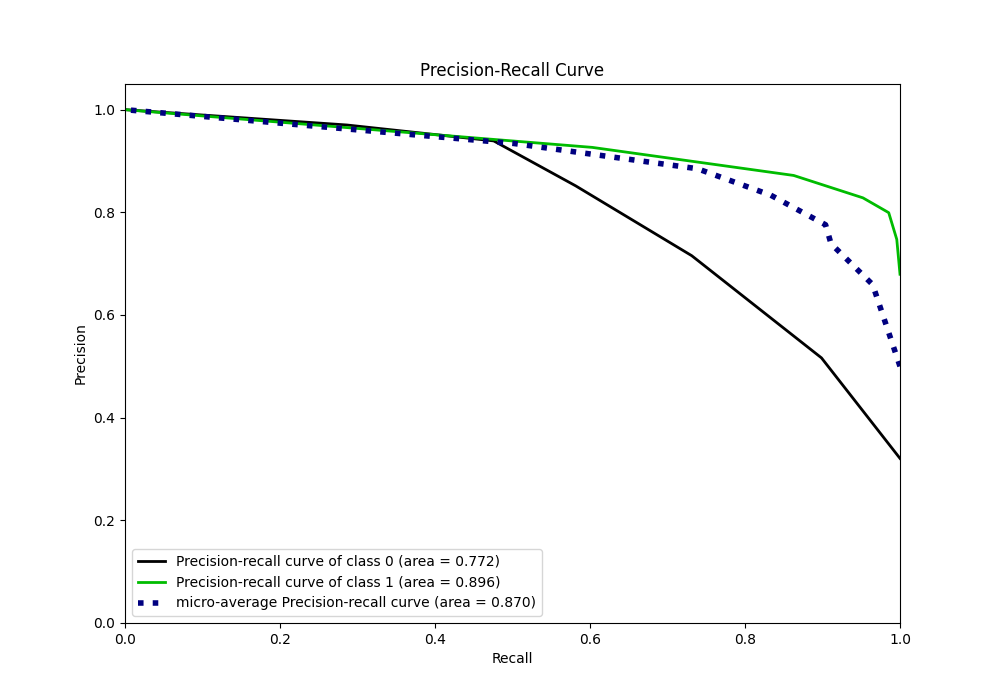 Precision-Recall Curve
1.0
0.8
0.6
0.4
0.2
0.0
Precision
Precision-recall curve of class 0 (area = 0.772)
Precision-recall curve of class 1 (area = 0.896)
micro-average Precision-recall curve (area = 0.870)
0.0 0.2 0.4 0.6 0.8 1.0
Recall